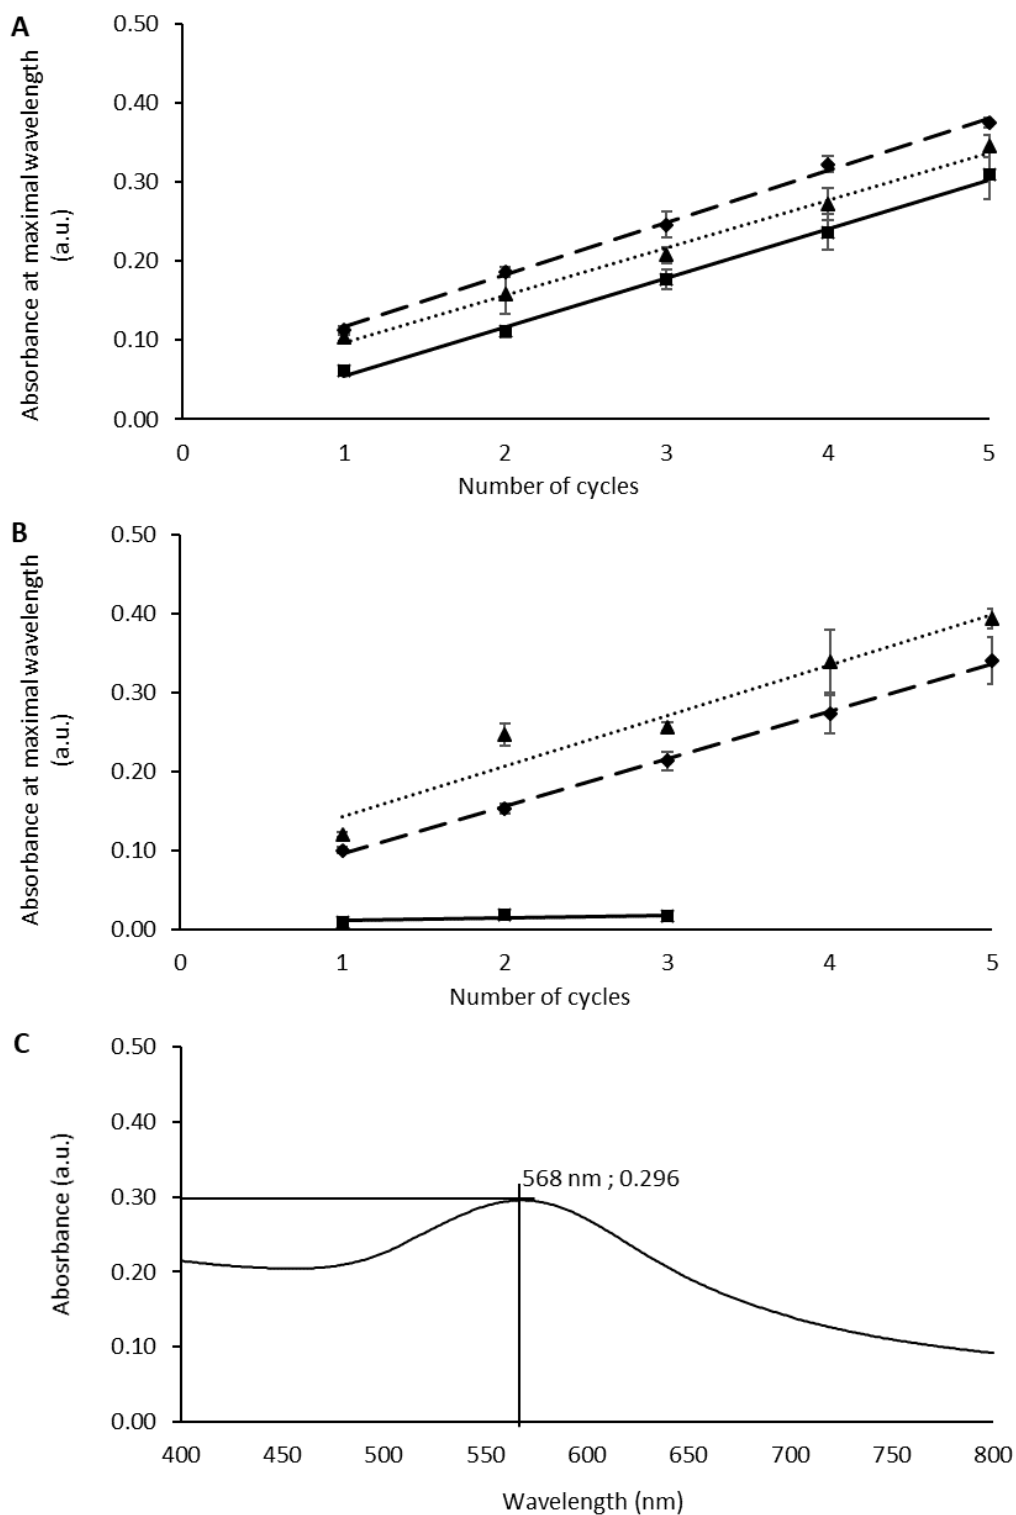 A
Absorbance at maximal wavelength
(a.u.)
0.50
0.40
0.30
0.20
0.10
0.00
0 1 2 3 4 5
Number of cycles
B
Absorbance at maximal wavelength
(a.u.)
0.50
0.40
0.30
0.20
0.10
0.00
0 1 2 3 4 5
Number of cycles
C
Abosrbance (a.u.)
0.50
0.40
0.30
0.20
0.10
0.00
568 nm ; 0.296
400 450 500 550 600 650 700 750 800
Wavelength (nm)